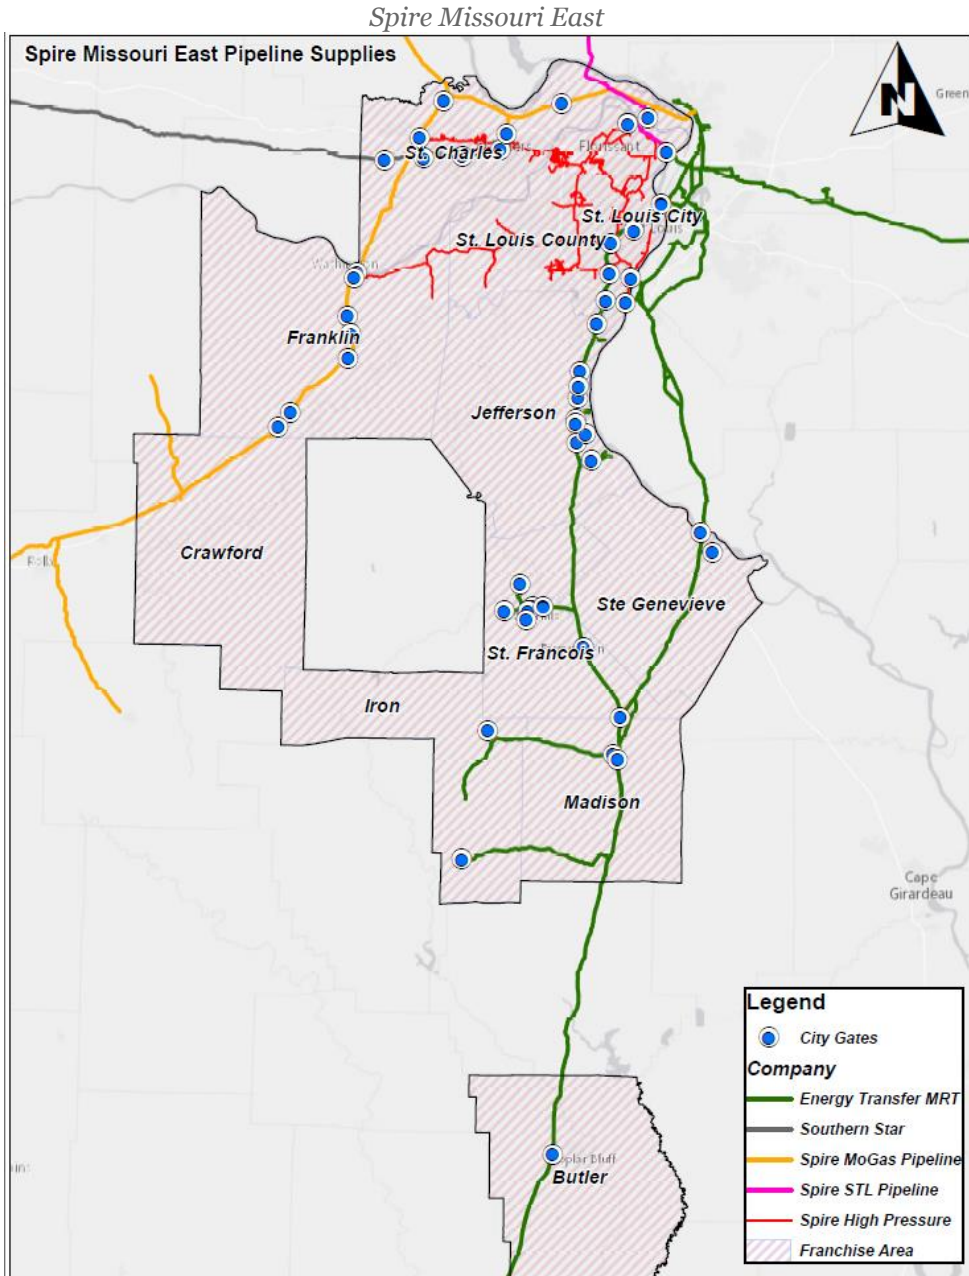 Spire Missouri East
Spire Missouri East Pipeline Supplies
N
Green
St. Charles
Florissant
St. Louis City
St. Louis County
Franklin
Jefferson
Crawford
Ste Genevieve
St. Francois
Iron
Madison
Cape
Girardeau
Butler
Legend
City Gates
Company
Energy Transfer MRT
Southern Star
Spire MoGas Pipeline
Spire STL Pipeline
Spire High Pressure
Franchise Area